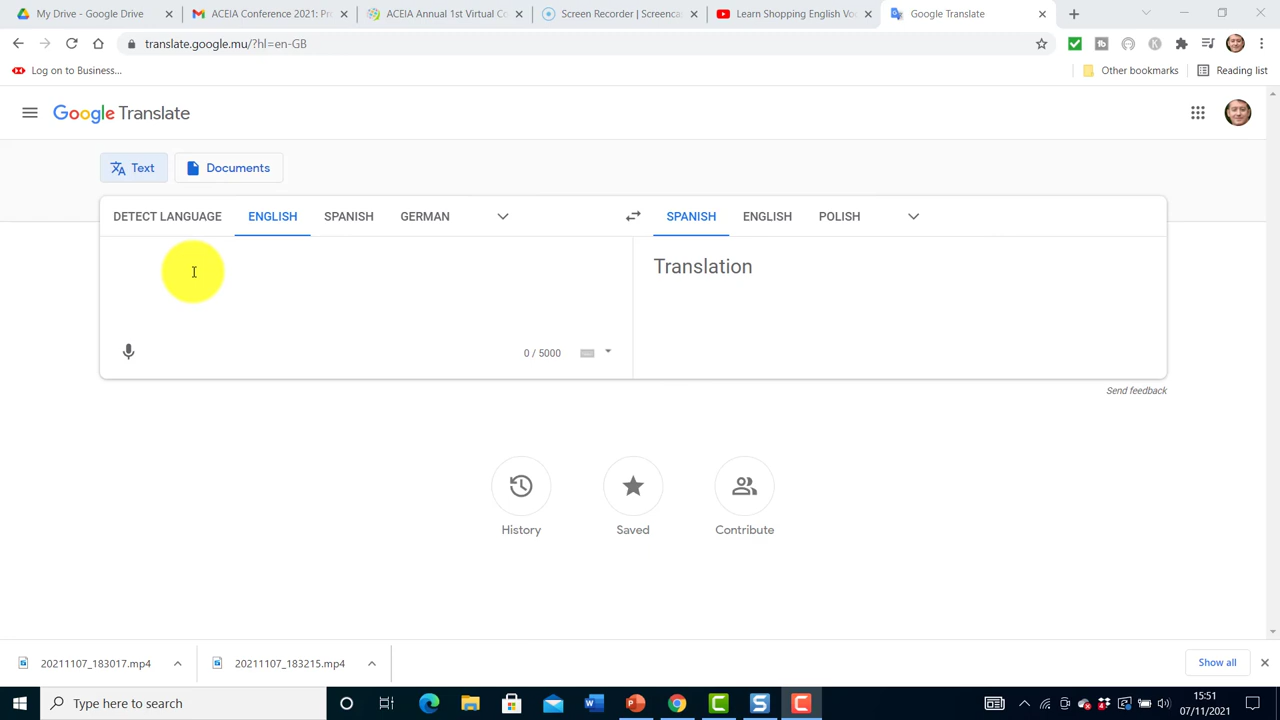 My Drive - Google Drive
ACEIA Conference 2021: Pr
ACEIA Annual 1st Virtual Co
Screen Recorder | Screencas
Learn Shopping English Voc
Google Translate
translate.google.mu/?hl=en-GB
Log on to Business...
Other bookmarks
Reading list
Google Translate
Text
Documents
DETECT LANGUAGE
ENGLISH
SPANISH
GERMAN
SPANISH
ENGLISH
POLISH
Translation
0 / 5000
Send feedback
History
Saved
Contribute
20211107_183017.mp4
20211107_183215.mp4
Show all
Type here to search
15:51
07/11/2021